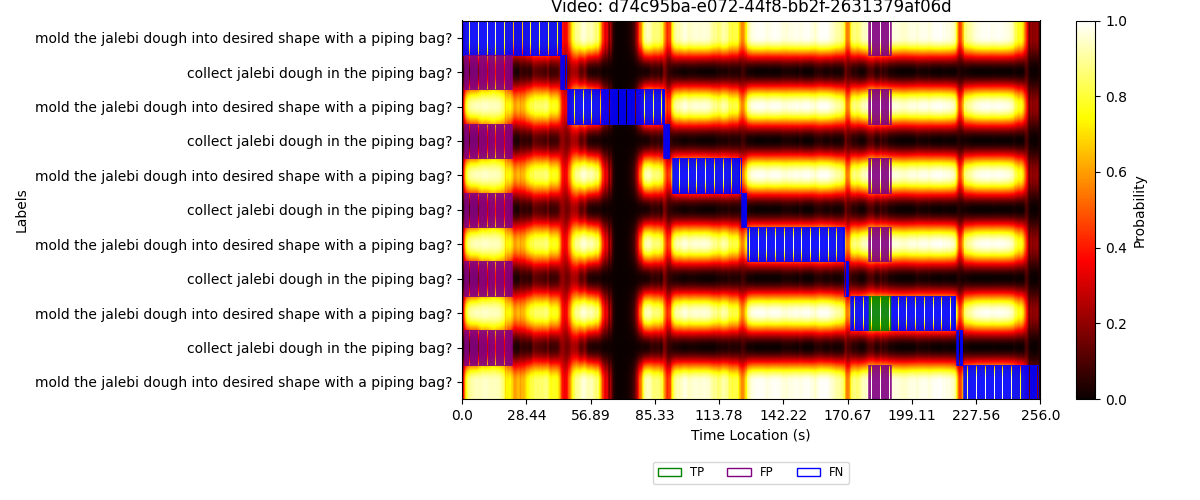 Video: d74c95ba-e072-44f8-bb2f-2631379af06d
mold the jalebi dough into desired shape with a piping bag?
collect jalebi dough in the piping bag?
mold the jalebi dough into desired shape with a piping bag?
collect jalebi dough in the piping bag?
mold the jalebi dough into desired shape with a piping bag?
collect jalebi dough in the piping bag?
mold the jalebi dough into desired shape with a piping bag?
collect jalebi dough in the piping bag?
mold the jalebi dough into desired shape with a piping bag?
collect jalebi dough in the piping bag?
mold the jalebi dough into desired shape with a piping bag?
Labels
0.0 28.44 56.89 85.33 113.78 142.22 170.67 199.11 227.56 256.0
Time Location (s)
1.0
0.8
0.6
0.4
0.2
0.0
Probability
TP FP FN